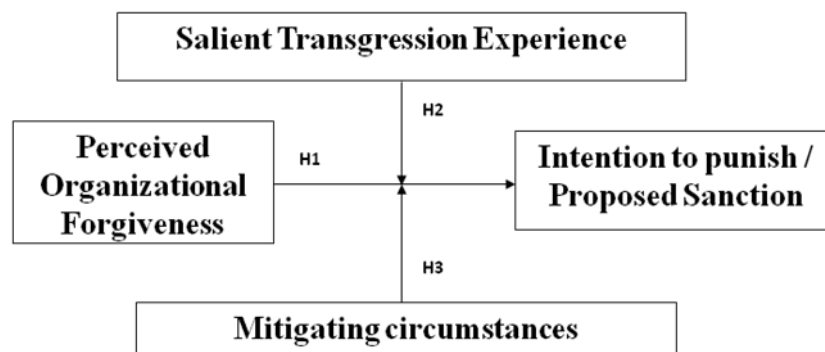 Salient Transgression Experience
H2
Perceived
Organizational
Forgiveness
H1
Intention to punish /
Proposed Sanction
H3
Mitigating circumstances